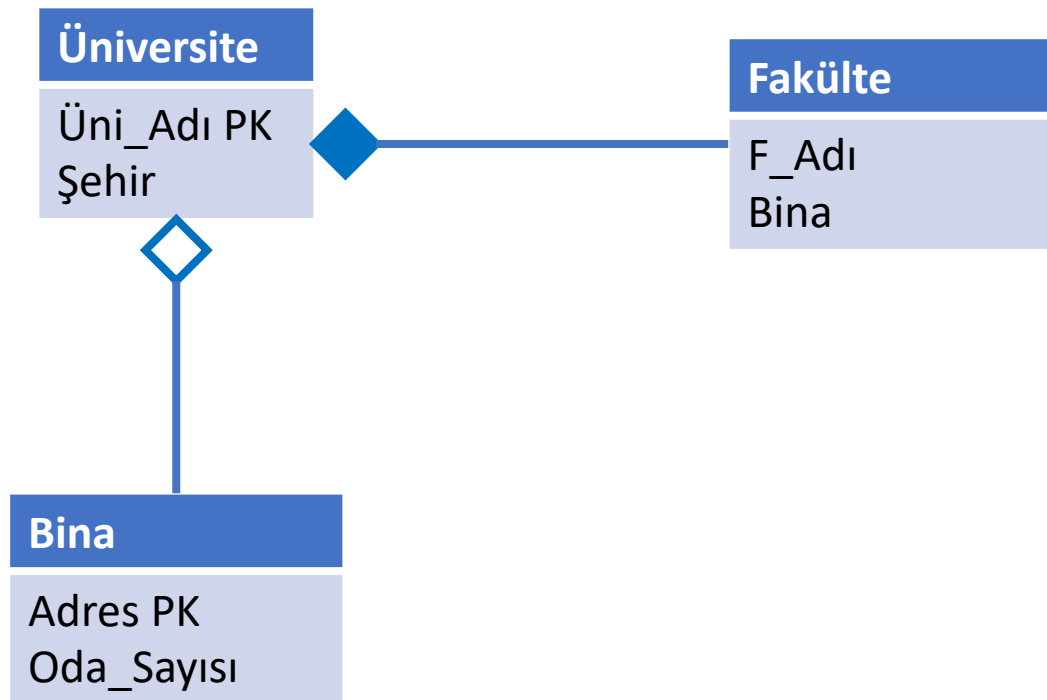 Üniversite
Üni_Adı PK
Şehir
Fakülte
F_Adı
Bina
Bina
Adres PK
Oda_Sayısı